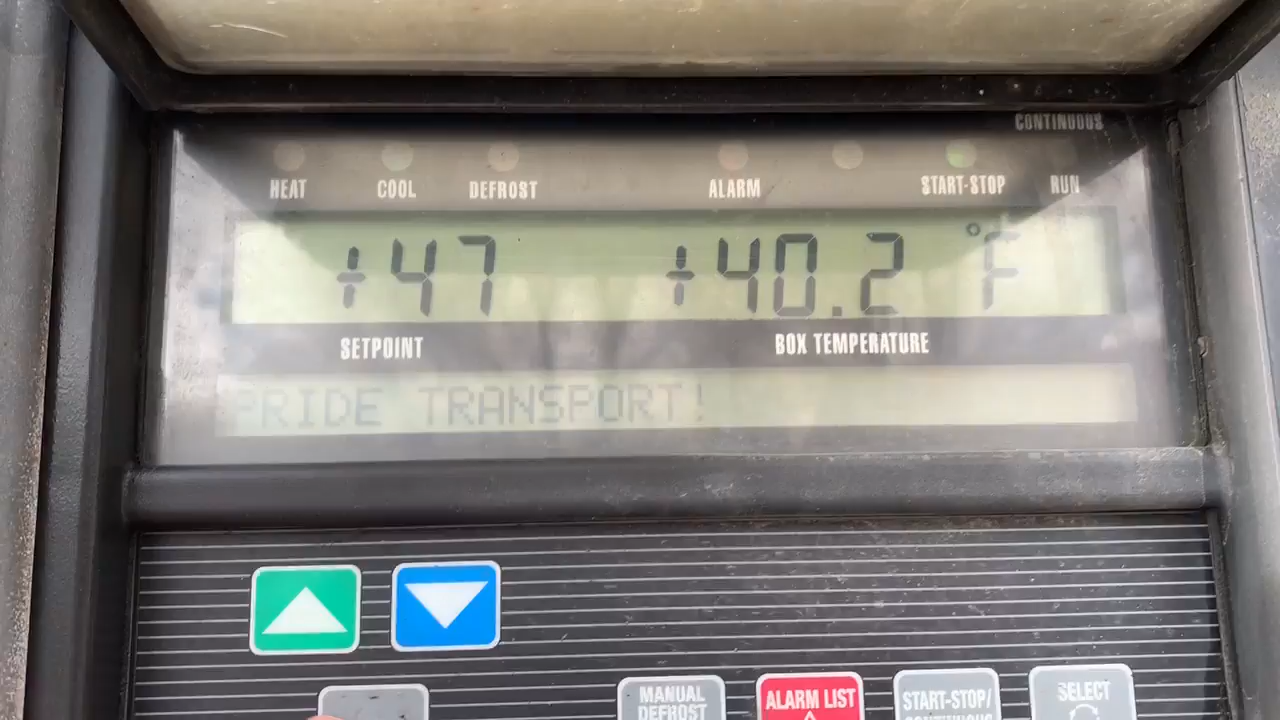 CONTINUOUS
HEAT COOL DEFROST ALARM START-STOP RUN
+47 +40.2 °F
SETPOINT BOX TEMPERATURE
PRIDE TRANSPORT!
MANUAL DEFROST
ALARM LIST
START-STOP/
CONTINUOUS
SELECT